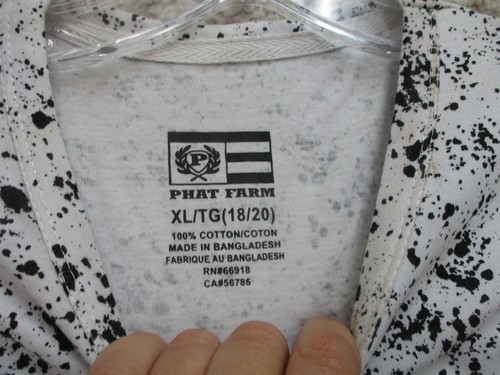 P
PHAT FARM
XL/TG(18/20)
100% COTTON/COTON
MADE IN BANGLADESH
FABRIQUE AU BANGLADESH
RN#66918
CA#56785